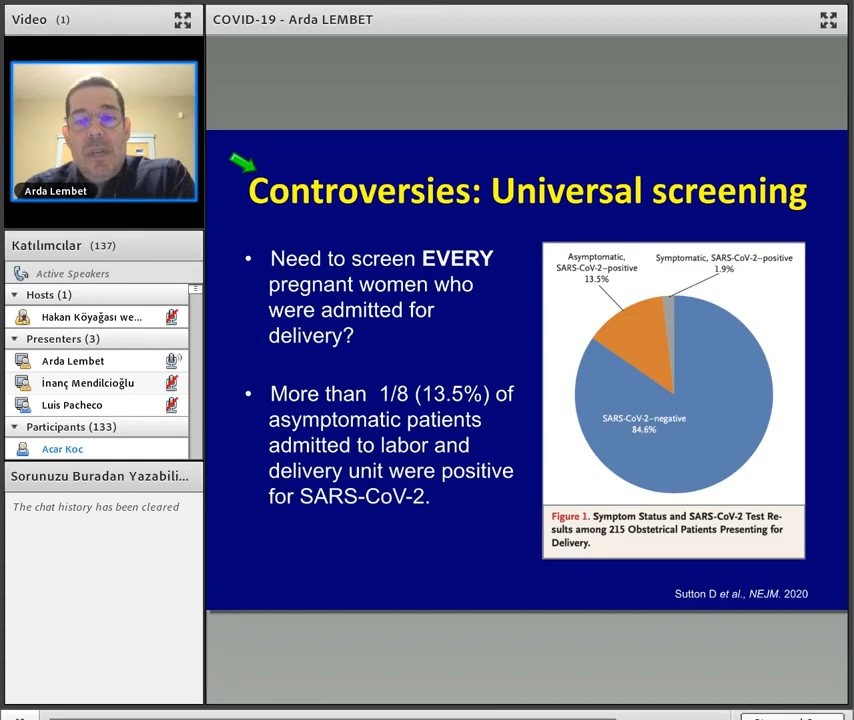 Video (1)
Arda Lembet
Katılımcılar (137)
Active Speakers
Hosts (1)
Hakan Köyağası we...
Presenters (3)
Arda Lembet
İnanç Mendilcioğlu
Luis Pacheco
Participants (133)
Acar Koc
Sorunuzu Buradan Yazabili...
The chat history has been cleared
COVID-19 - Arda LEMBET
Controversies: Universal screening
• Need to screen EVERY
pregnant women who
were admitted for
delivery?
• More than 1/8 (13.5%) of
asymptomatic patients
admitted to labor and
delivery unit were positive
for SARS-CoV-2.
Asymptomatic,
SARS-CoV-2–positive
13.5%
Symptomatic, SARS-CoV-2–positive
1.9%
SARS-CoV-2–negative
84.6%
Figure 1. Symptom Status and SARS-CoV-2 Test Re-
sults among 215 Obstetrical Patients Presenting for
Delivery.
Sutton D et al., NEJM. 2020